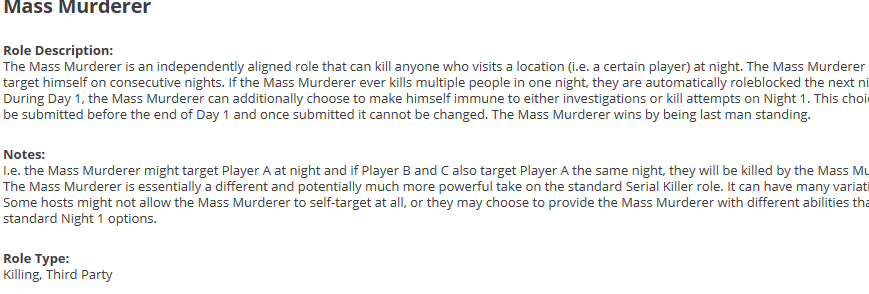 Mass Murderer
Role Description:
The Mass Murderer is an independently aligned role that can kill anyone who visits a location (i.e. a certain player) at night. The Mass Murderer
target himself on consecutive nights. If the Mass Murderer ever kills multiple people in one night, they are automatically roleblocked the next
During Day 1, the Mass Murderer can additionally choose to make himself immune to either investigations or kill attempts on Night 1. This
be submitted before the end of Day 1 and once submitted it cannot be changed. The Mass Murderer wins by being last man standing.
Notes:
I.e. the Mass Murderer might target Player A at night and if Player B and C also target Player A the same night, they will be killed by the Mass
The Mass Murderer is essentially a different and potentially much more powerful take on the standard Serial Killer role. It can have many
Some hosts might not allow the Mass Murderer to self-target at all, or they may choose to provide the Mass Murderer with different abilities
standard Night 1 options.
Role Type:
Killing, Third Party